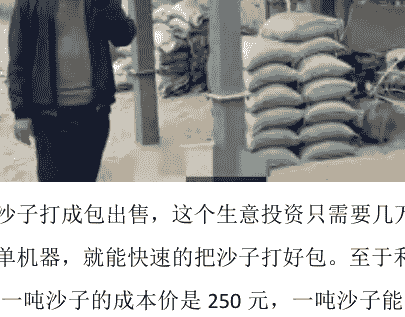 沙子打成包出售，这个生意投资只需要几万
单机器，就能快速的把沙子打好包。至于利
一吨沙子的成本价是 250 元，一吨沙子能